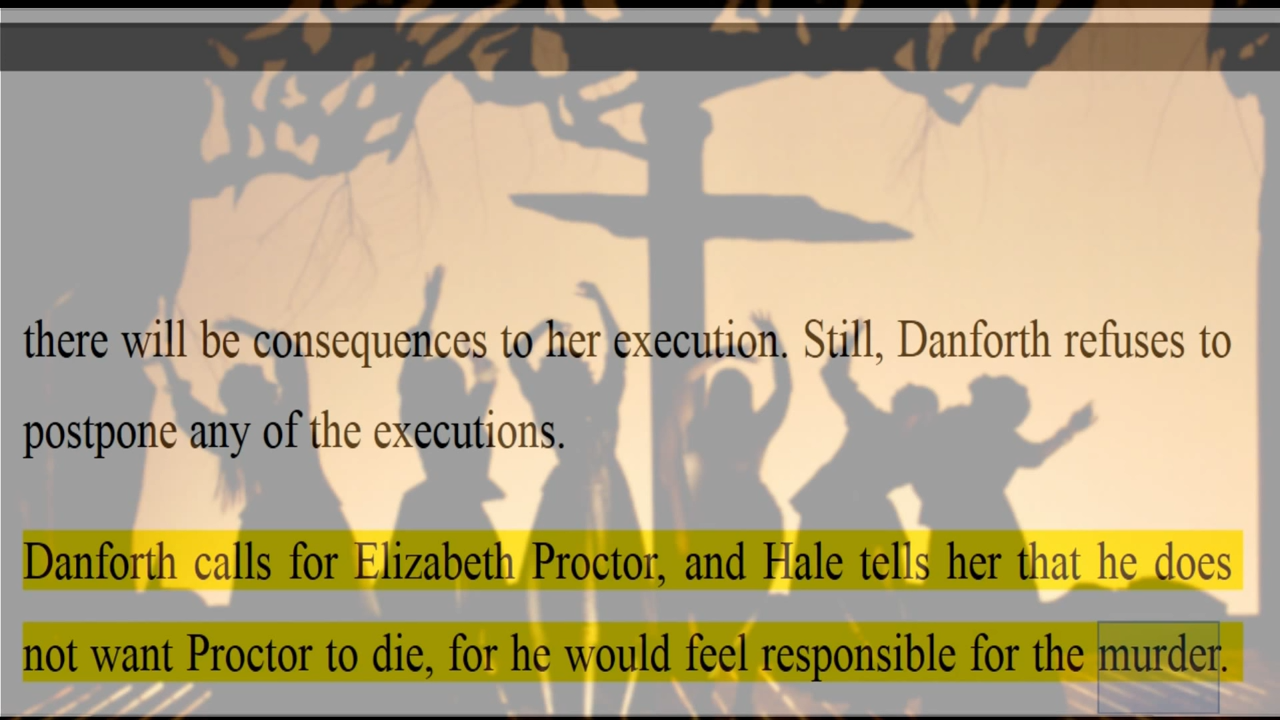 there will be consequences to her execution. Still, Danforth refuses to
postpone any of the executions.
Danforth calls for Elizabeth Proctor, and Hale tells her that he does
not want Proctor to die, for he would feel responsible for the murder.